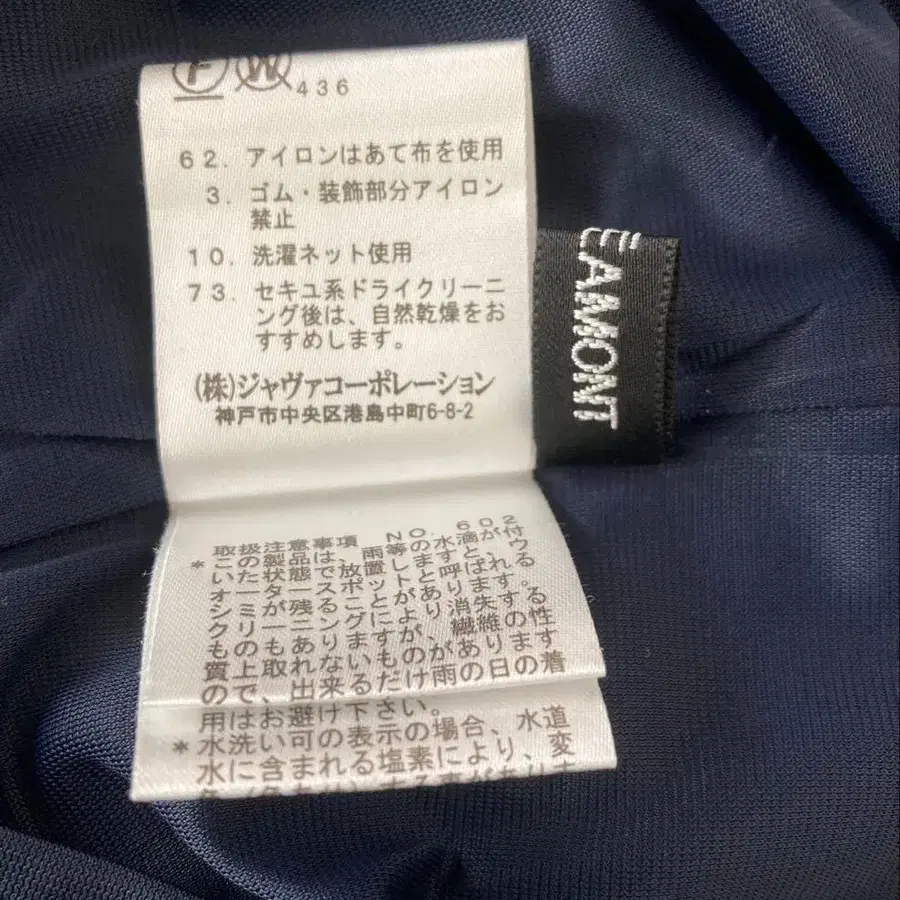 F W
436
62. アイロンはあて布を使用
3. ゴム・装飾部分アイロン
禁止
10. 洗濯ネット使用
73. セキユ系ドライクリーニ
ング後は、自然乾燥をお
すすめします。
(株)ジャヴァコーポレーション
神戸市中央区港島中町6-8-2
EAMONT
取扱注意事項 NO.602
*この製品は、雨等の水滴が付
いた状態で放置しますと、ウ
オータースポットと呼ばれる
シミが残ることがあります。
クリーニングにより消失する
ものもありますが、繊維の性
質上取れないものがあります
ので、出来るだけ雨の日の着
用はお避け下さい。
*水洗い可の表示の場合、水道
水に含まれる塩素により、変